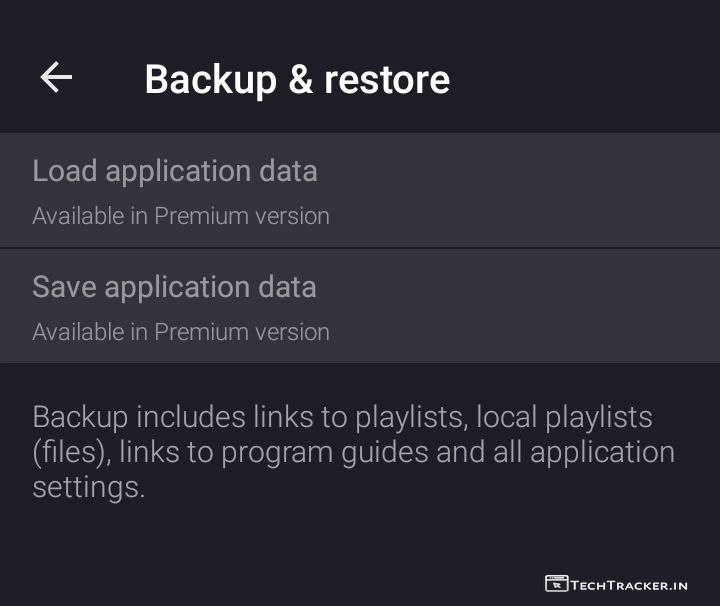 Backup & restore
Load application data
Available in Premium version
Save application data
Available in Premium version
Backup includes links to playlists, local playlists
(files), links to program guides and all application
settings.
TECHTRACKER.IN